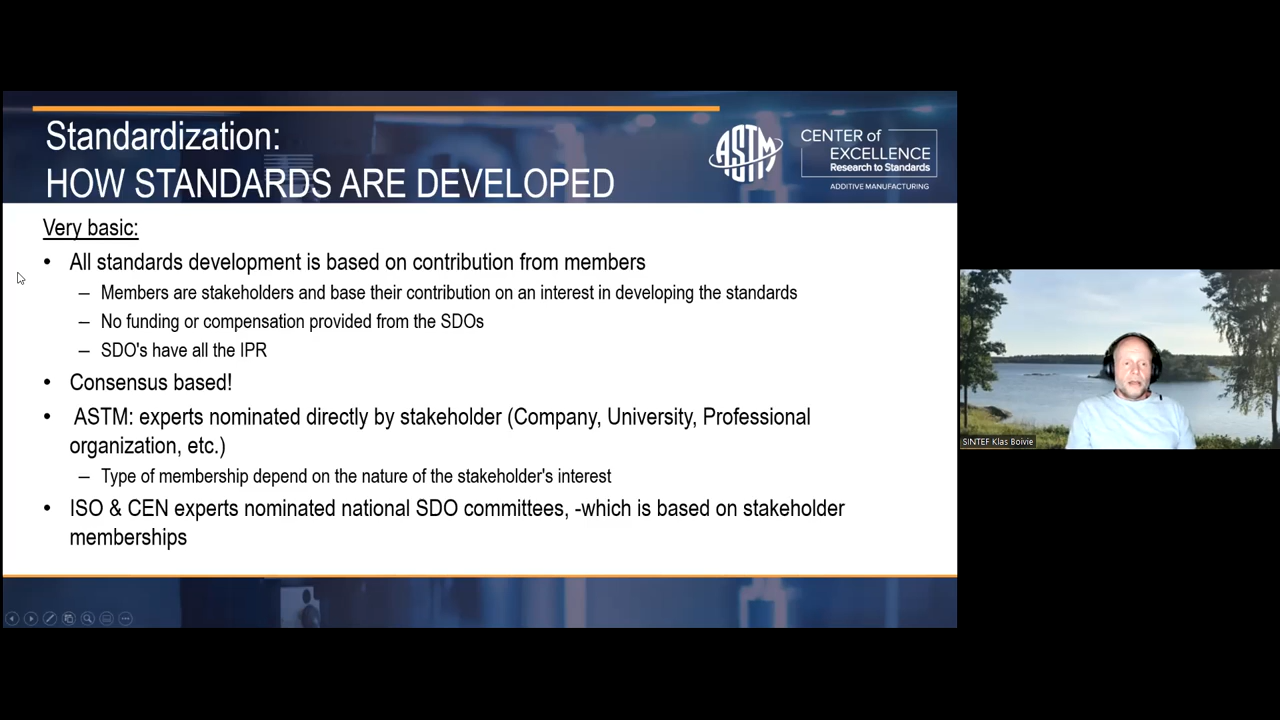 Standardization:
HOW STANDARDS ARE DEVELOPED
ASTM
CENTER of
EXCELLENCE
Research to Standards
ADDITIVE MANUFACTURING
Very basic:
• All standards development is based on contribution from members
– Members are stakeholders and base their contribution on an interest in developing the standards
– No funding or compensation provided from the SDOs
– SDO's have all the IPR
• Consensus based!
• ASTM: experts nominated directly by stakeholder (Company, University, Professional
organization, etc.)
– Type of membership depend on the nature of the stakeholder's interest
• ISO & CEN experts nominated national SDO committees, -which is based on stakeholder
memberships
SINTEF Klas Boivie